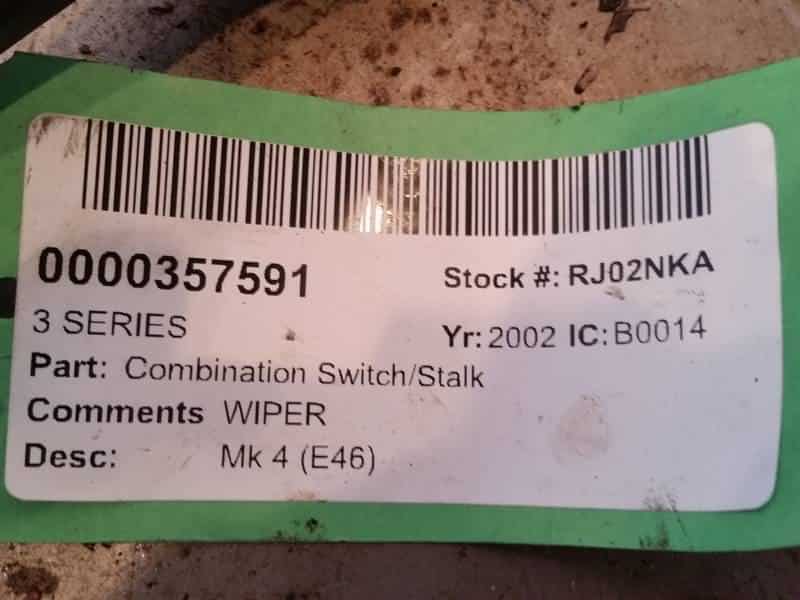 0000357591 Stock #: RJ02NKA
3 SERIES Yr: 2002 IC: B0014
Part: Combination Switch/Stalk
Comments WIPER
Desc: Mk 4 (E46)